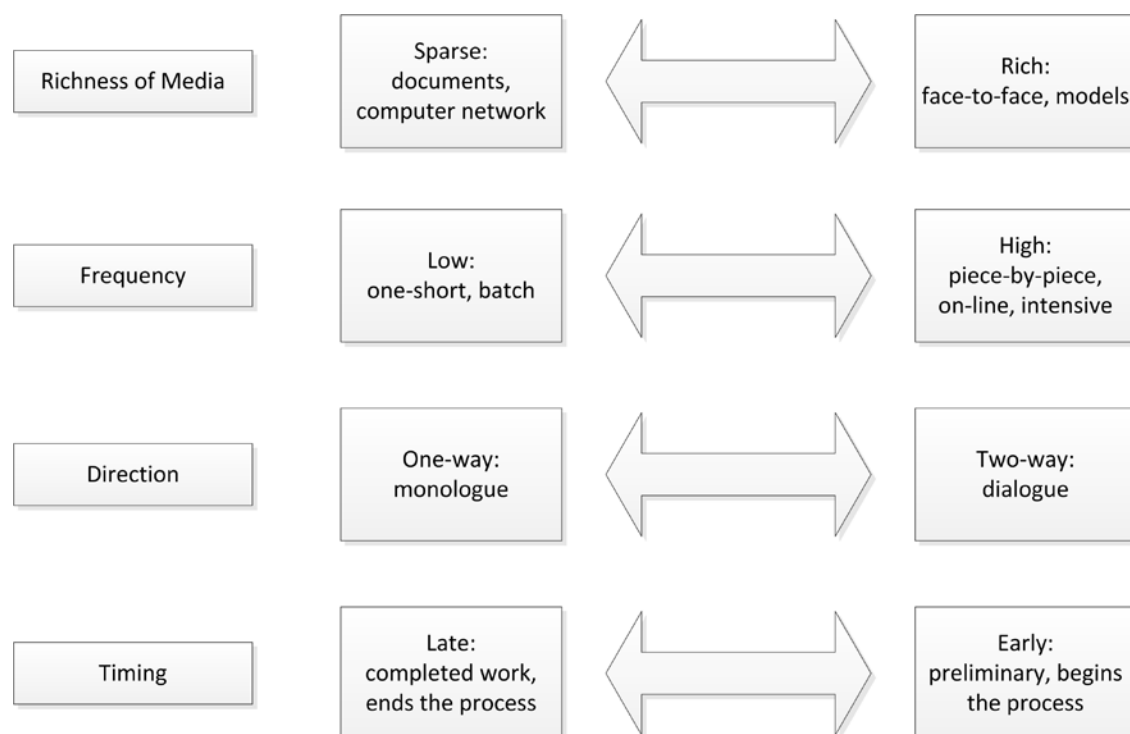 Richness of Media
Sparse:
documents,
computer network
Rich:
face-to-face, models
Frequency
Low:
one-short, batch
High:
piece-by-piece,
on-line, intensive
Direction
One-way:
monologue
Two-way:
dialogue
Timing
Late:
completed work,
ends the process
Early:
preliminary, begins
the process